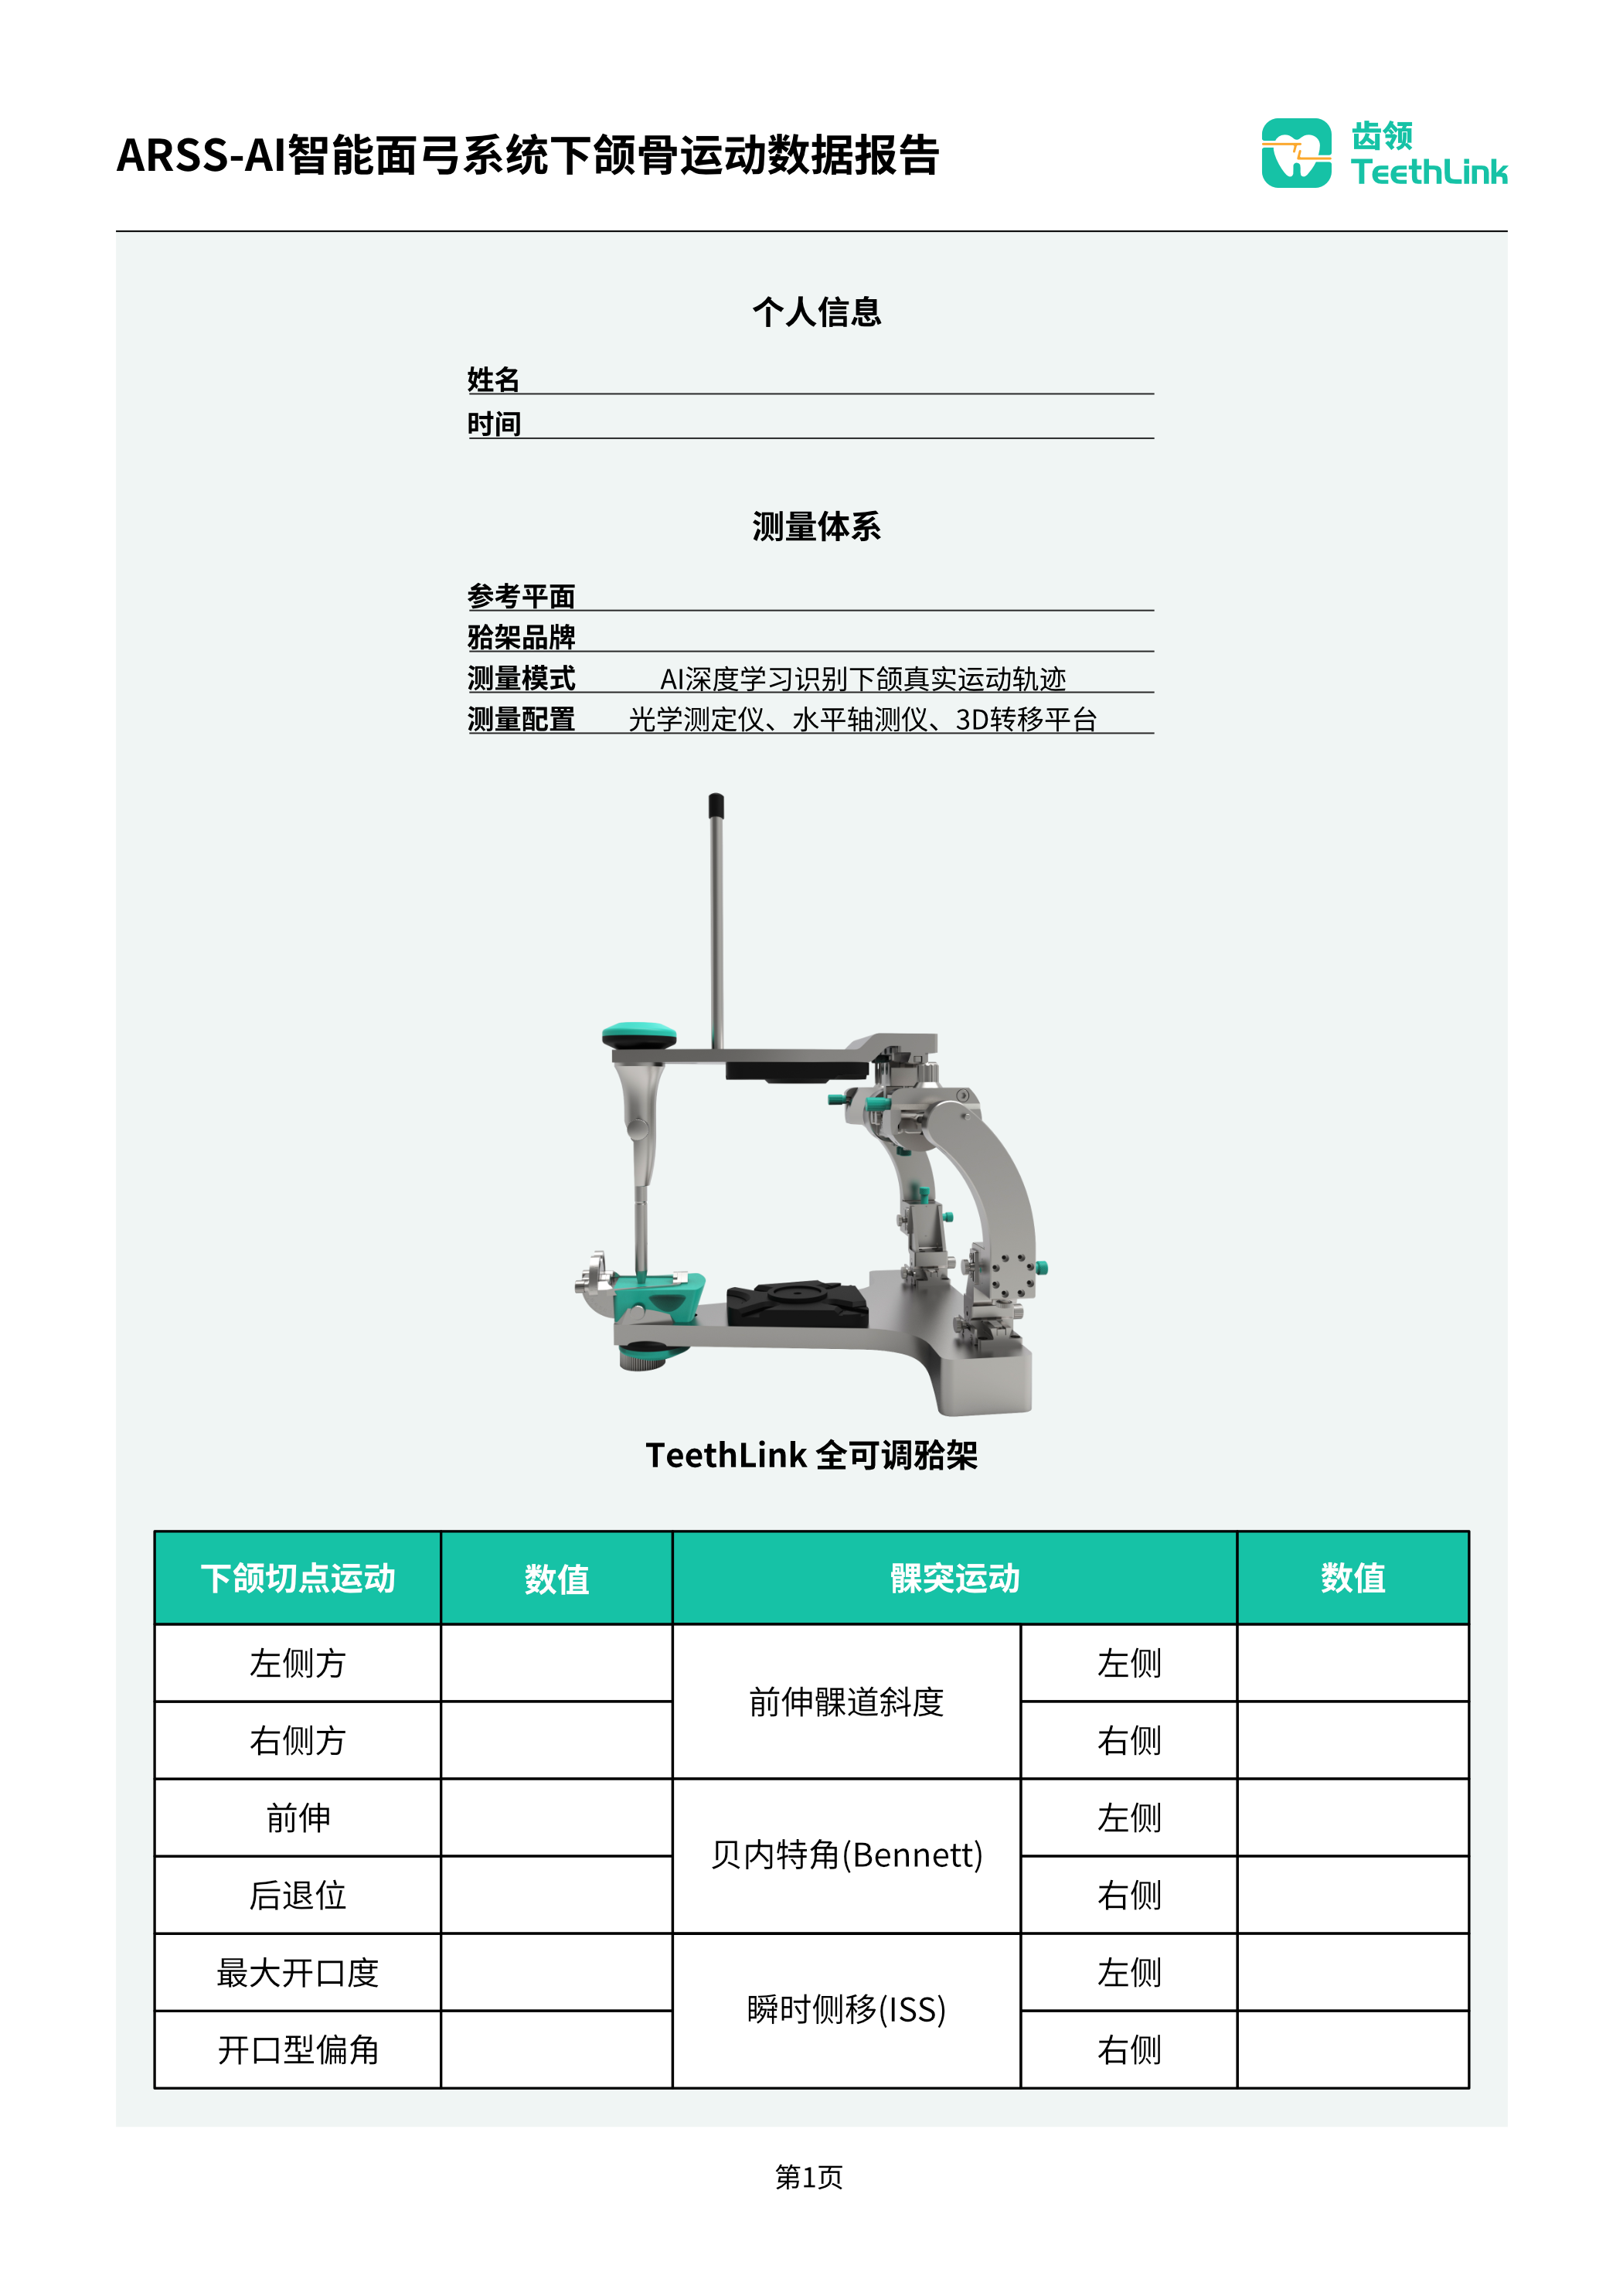 ARSS-AI智能面弓系统下颌骨运动数据报告
齿领
TeethLink
个人信息
姓名
时间
测量体系
参考平面
𬌗架品牌
测量模式 AI深度学习识别下颌真实运动轨迹
测量配置 光学测定仪、水平轴测仪、3D转移平台
TeethLink 全可调𬌗架
下颌切点运动 数值 髁突运动 数值
左侧方 前伸髁道斜度 左侧
右侧方 右侧
前伸 贝内特角(Bennett) 左侧
后退位 右侧
最大开口度 瞬时侧移(ISS) 左侧
开口型偏角 右侧
第1页